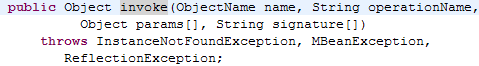 public Object invoke(ObjectName name, String operationName,
Object params[], String signature[])
throws InstanceNotFoundException, MBeanException,
ReflectionException;